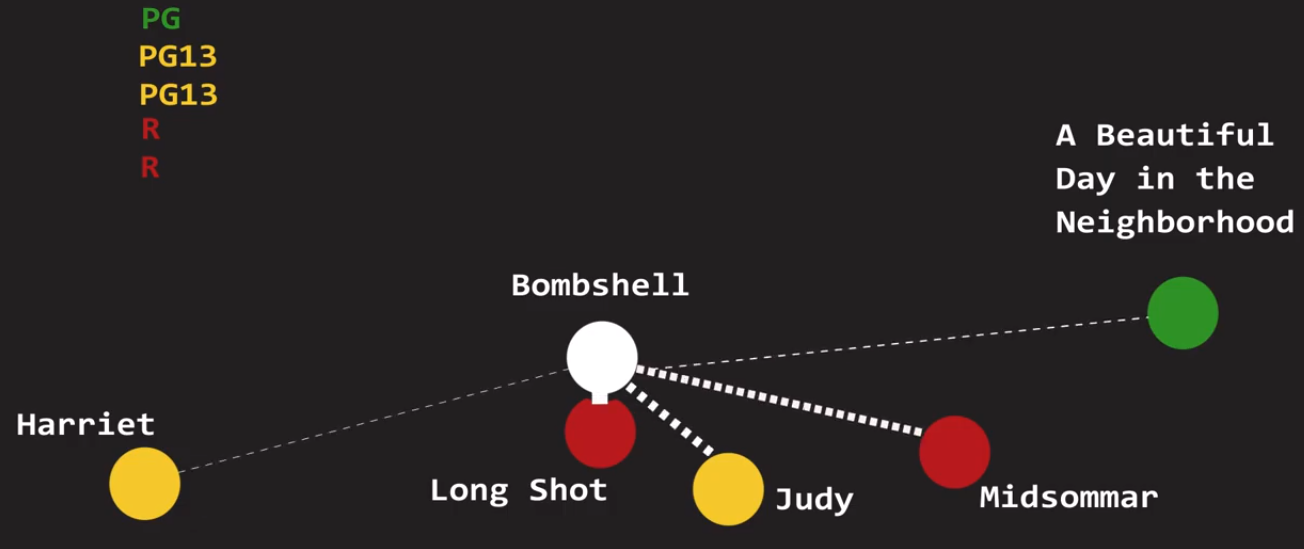 PG
PG13
PG13
R
R
A Beautiful
Day in the
Neighborhood
Bombshell
Harriet
Long Shot
Judy
Midsommar